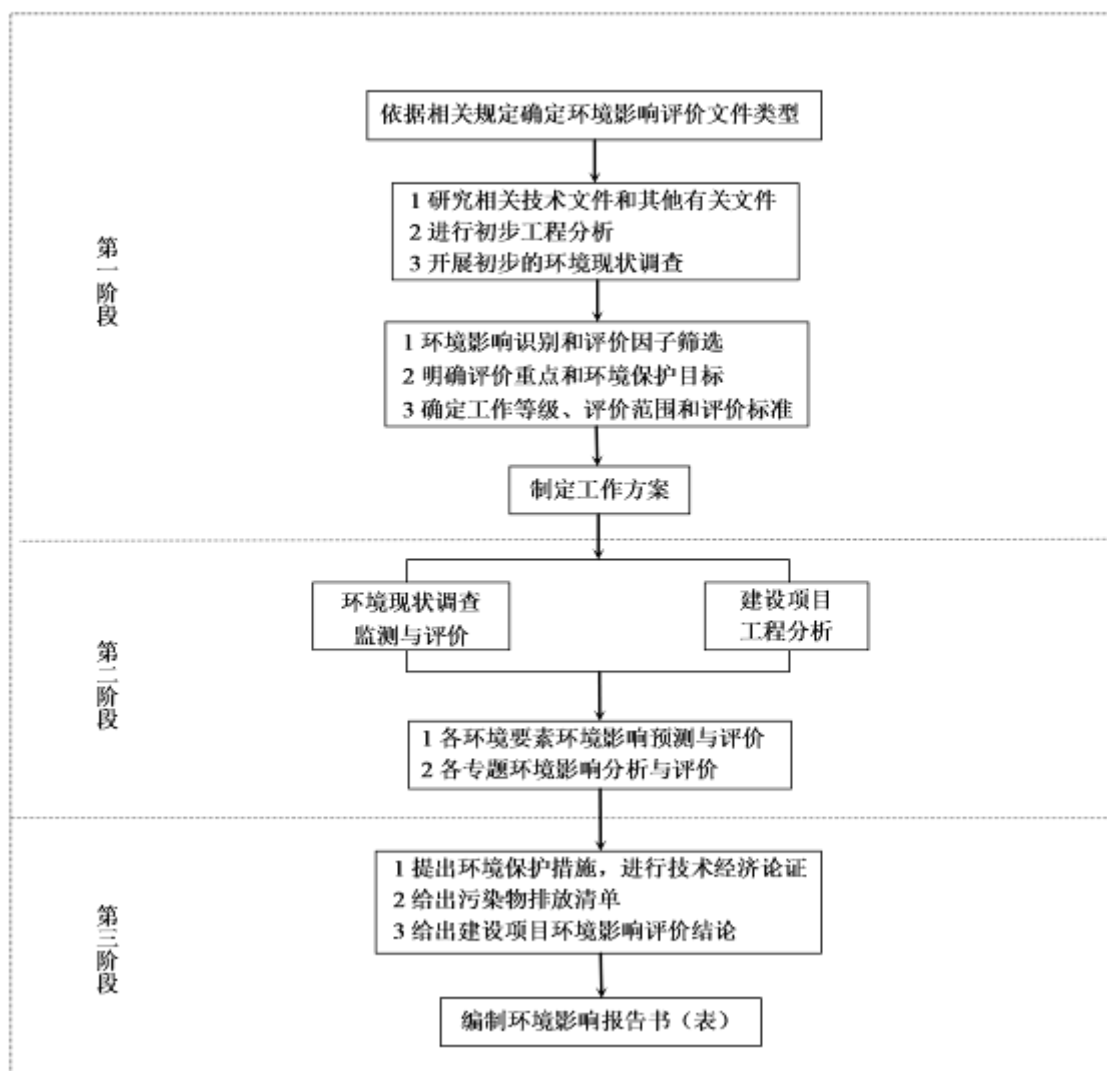 依据相关规定确定环境影响评价文件类型
1 研究相关技术文件和其他有关文件
2 进行初步工程分析
3 开展初步的环境现状调查
第一阶段
1 环境影响识别和评价因子筛选
2 明确评价重点和环境保护目标
3 确定工作等级、评价范围和评价标准
制定工作方案
环境现状调查
监测与评价
建设项目
工程分析
第二阶段
1 各环境要素环境影响预测与评价
2 各专题环境影响分析与评价
1 提出环境保护措施，进行技术经济论证
2 给出污染物排放清单
3 给出建设项目环境影响评价结论
第三阶段
编制环境影响报告书（表）